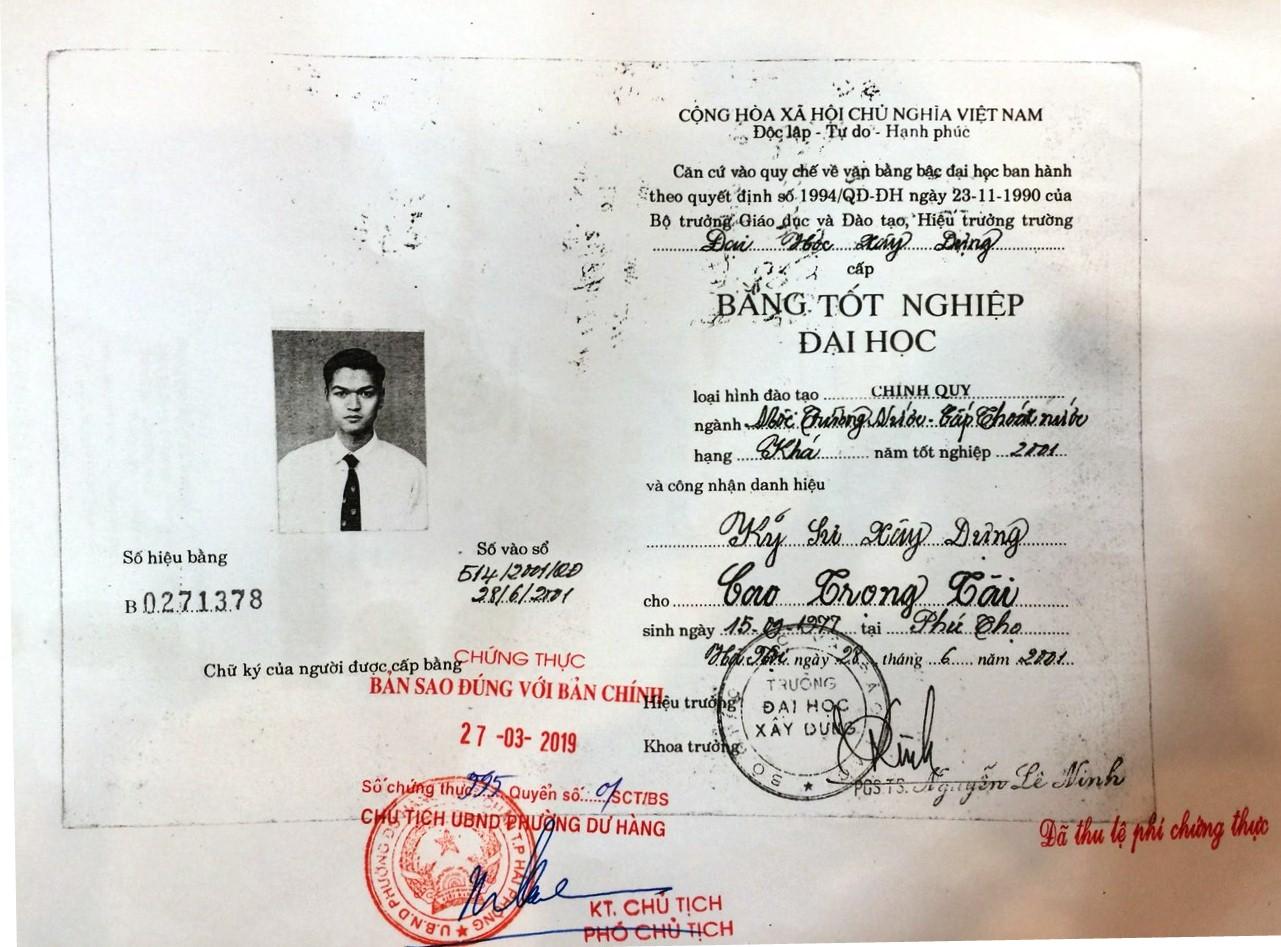 CỘNG HÒA XÃ HỘI CHỦ NGHĨA VIỆT NAM
Độc lập - Tự do - Hạnh phúc
Căn cứ vào quy chế về văn bằng bậc đại học ban hành
theo quyết định số 1994/QĐ-ĐH ngày 23-11-1990 của
Bộ trưởng Giáo dục và Đào tạo, Hiệu trưởng trường
Đại Học Xây Dựng
cấp
BẰNG TỐT NGHIỆP
ĐẠI HỌC
loại hình đào tạo CHÍNH QUY
ngành Môi Trường Nước - Cấp Thoát nước
hạng Khá năm tốt nghiệp 2001
và công nhận danh hiệu
Kỹ Sư Xây Dựng
cho Cao Trọng Tài
sinh ngày 15-09-1977 tại Phú Thọ
Hà Nội ngày 28 tháng 6 năm 2001
Hiệu trưởng
Khoa trưởng
TRƯỜNG
ĐẠI HỌC
XÂY DỰNG
PGS.TS. Nguyễn Lê Ninh
Số hiệu bằng
B 0271378
Số vào sổ
514/2001/QĐ
28/6/2001
Chữ ký của người được cấp bằng
CHỨNG THỰC
BẢN SAO ĐÚNG VỚI BẢN CHÍNH
27-03-2019
Số chứng thực 995 Quyển số 01 SCT/BS
CHỦ TỊCH UBND PHƯỜNG DƯ HÀNG
KT. CHỦ TỊCH
PHÓ CHỦ TỊCH
Đã thu lệ phí chứng thực